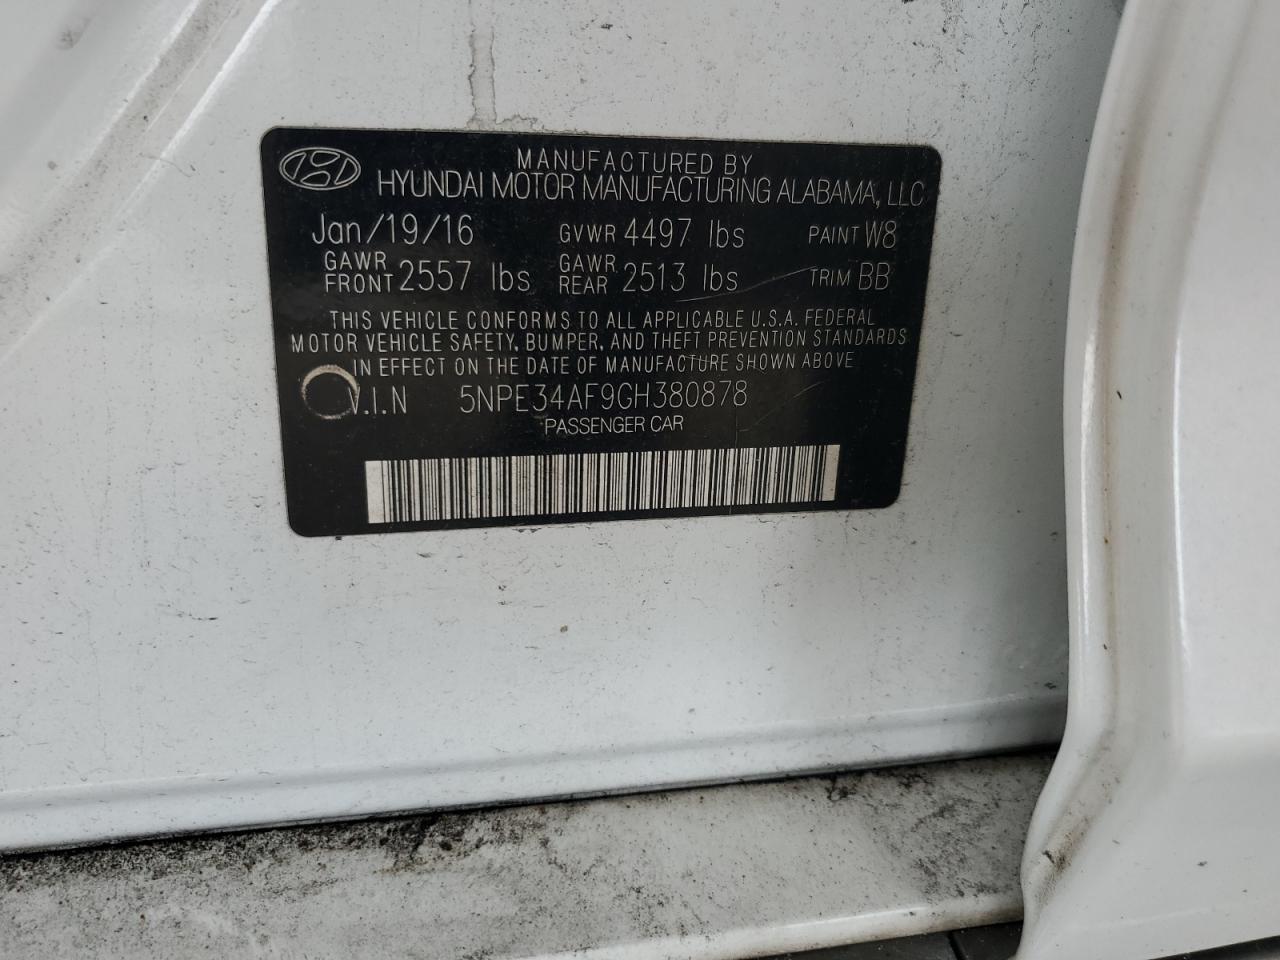 MANUFACTURED BY
HYUNDAI MOTOR MANUFACTURING ALABAMA, LLC
Jan/19/16 GVWR 4497 lbs PAINT W8
GAWR FRONT 2557 lbs GAWR REAR 2513 lbs TRIM BB
THIS VEHICLE CONFORMS TO ALL APPLICABLE U.S.A. FEDERAL
MOTOR VEHICLE SAFETY, BUMPER, AND THEFT PREVENTION STANDARDS
IN EFFECT ON THE DATE OF MANUFACTURE SHOWN ABOVE
V.I.N 5NPE34AF9GH380878
PASSENGER CAR